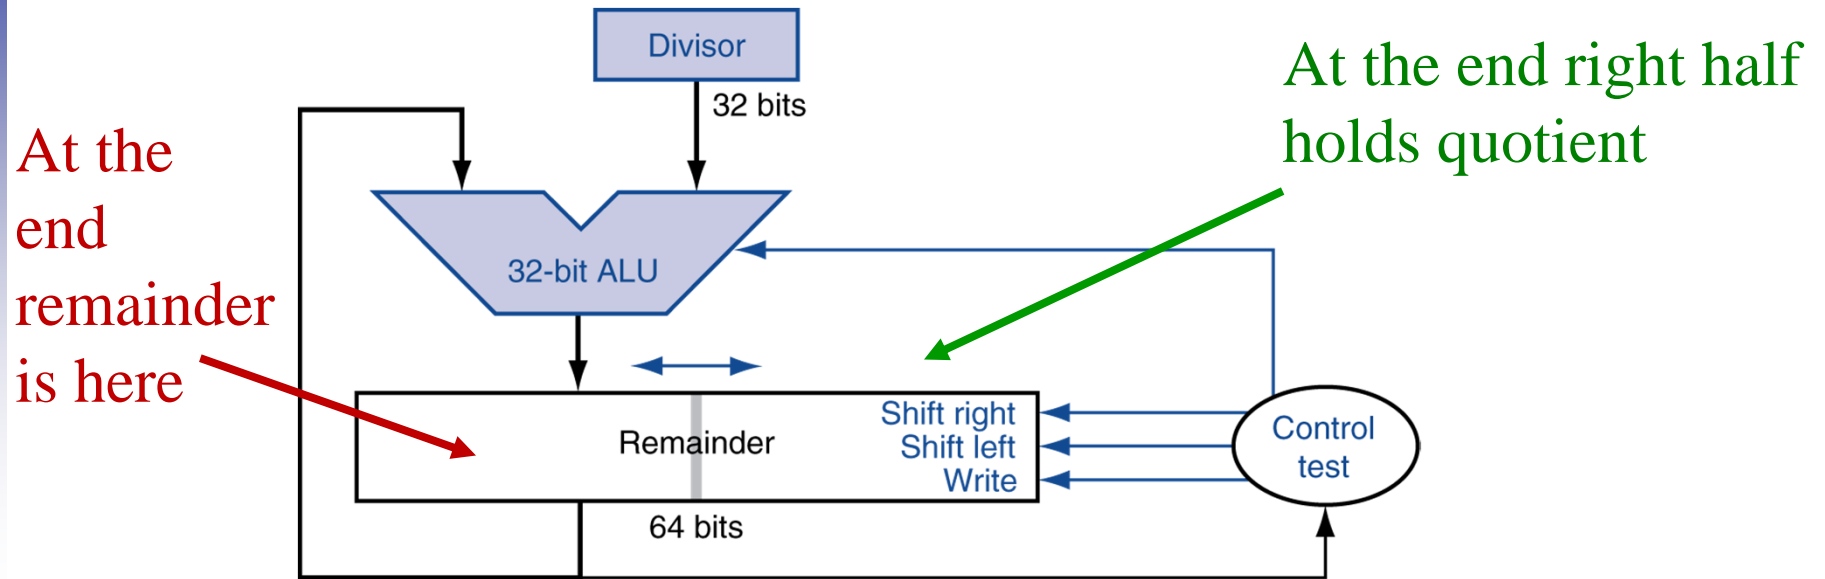 Divisor
32 bits
At the end right half
holds quotient
At the
end
remainder
is here
32-bit ALU
Remainder
Shift right
Shift left
Write
Control
test
64 bits